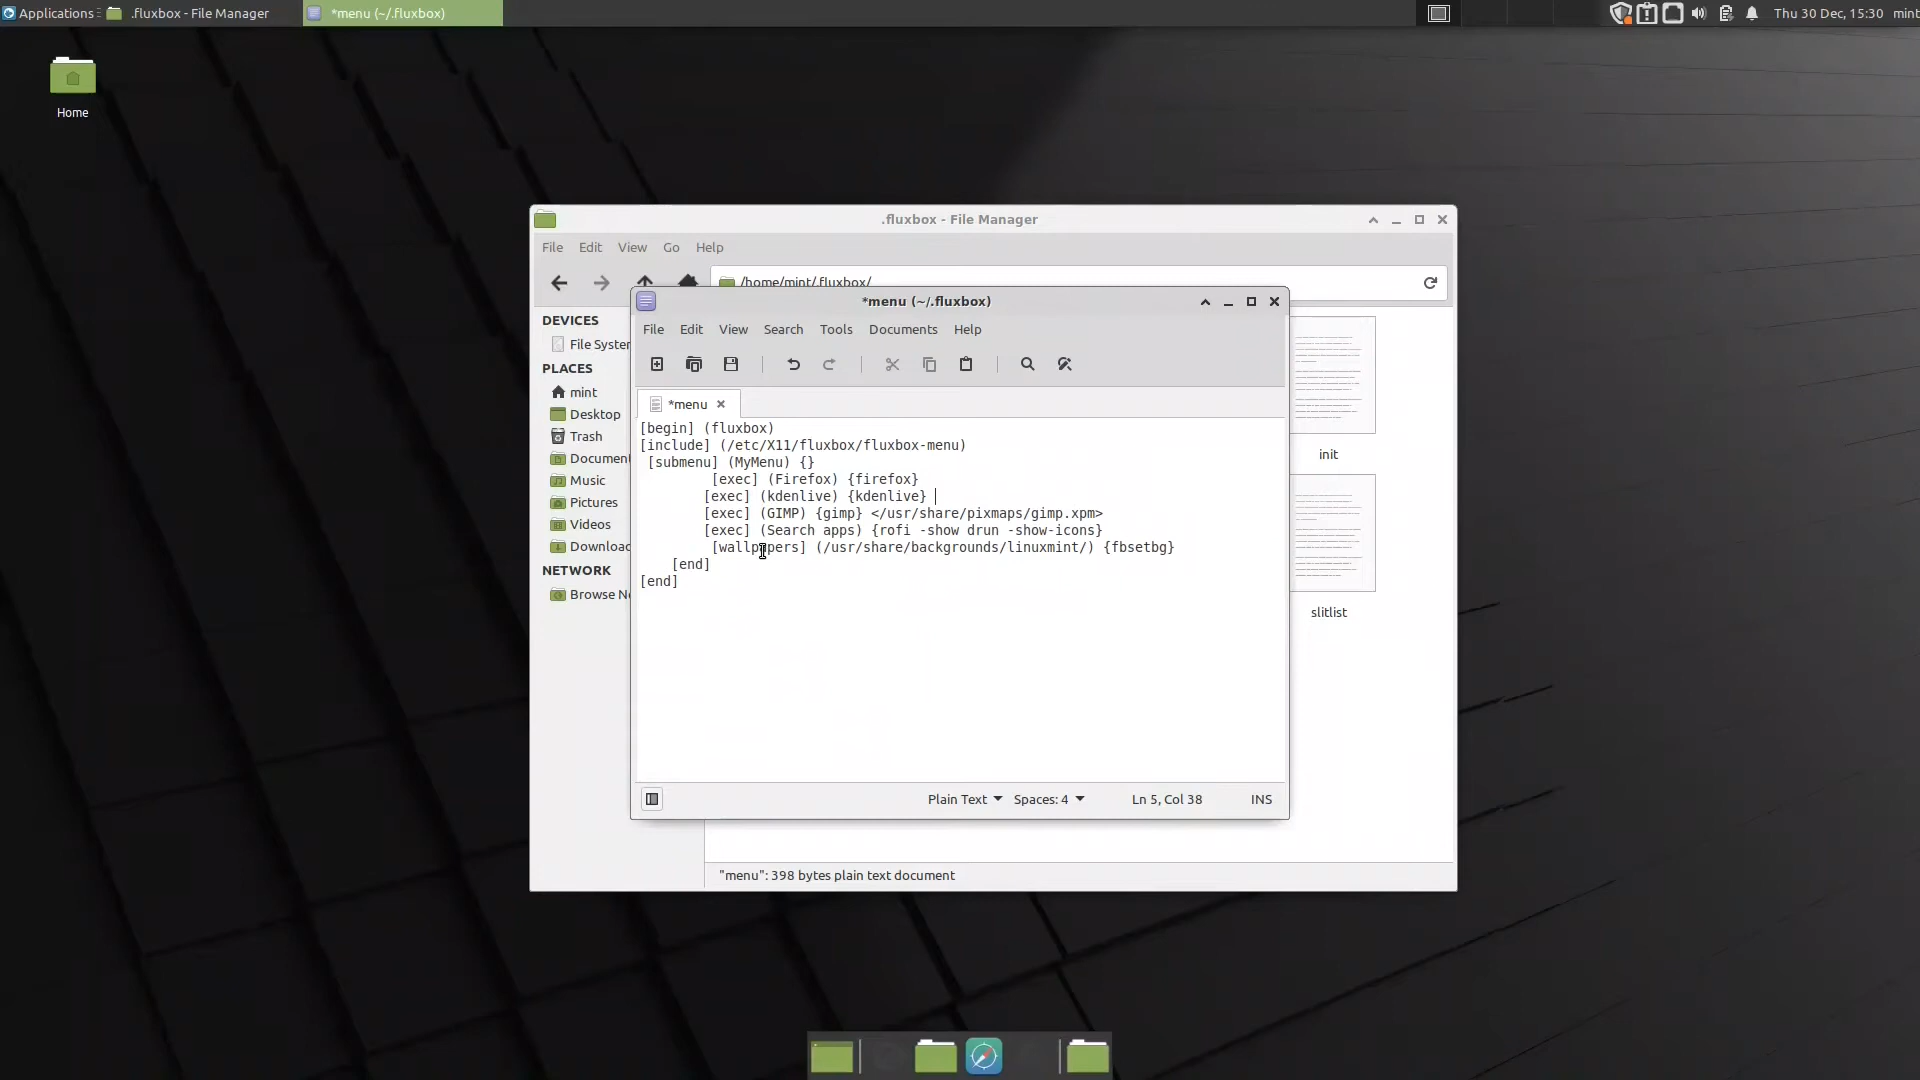 Applications
.fluxbox - File Manager
*menu (~/.fluxbox)
Thu 30 Dec, 15:30
mint
Home
.fluxbox - File Manager
File Edit View Go Help
/home/mint/.fluxbox/
DEVICES
File System
PLACES
mint
Desktop
Trash
Music
Pictures
Videos
NETWORK
init
slitlist
"menu": 398 bytes plain text document
*menu (~/.fluxbox)
File Edit View Search Tools Documents Help
*menu
[begin] (fluxbox)
[include] (/etc/X11/fluxbox/fluxbox-menu)
[submenu] (MyMenu) {}
[exec] (Firefox) {firefox}
[exec] (kdenlive) {kdenlive}
[exec] (GIMP) {gimp} </usr/share/pixmaps/gimp.xpm>
[exec] (Search apps) {rofi -show drun -show-icons}
[wallpapers] (/usr/share/backgrounds/linuxmint/) {fbsetbg}
[end]
[end]
Plain Text
Spaces: 4
Ln 5, Col 38
INS